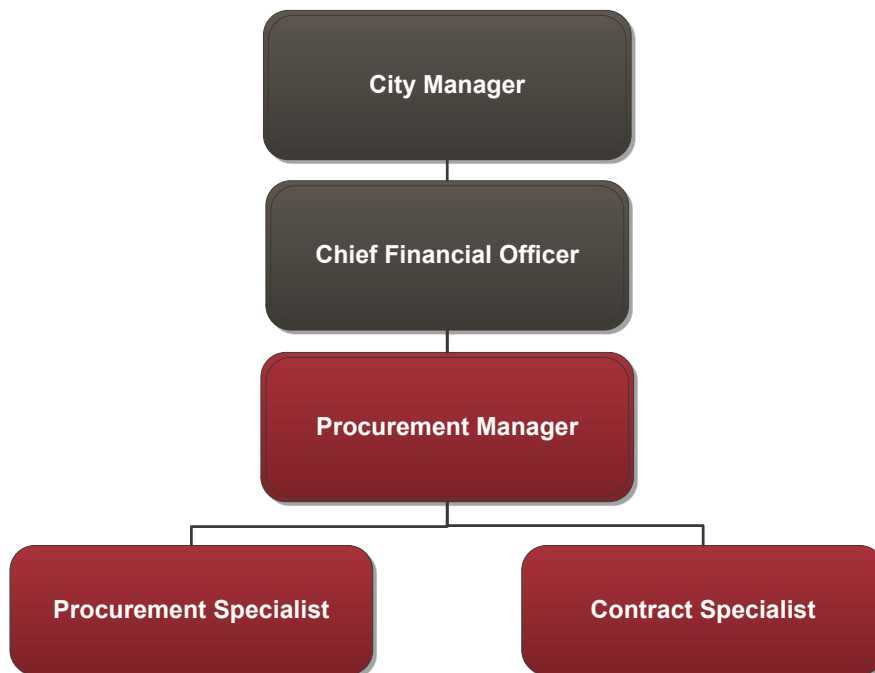 City Manager
Chief Financial Officer
Procurement Manager
Procurement Specialist
Contract Specialist